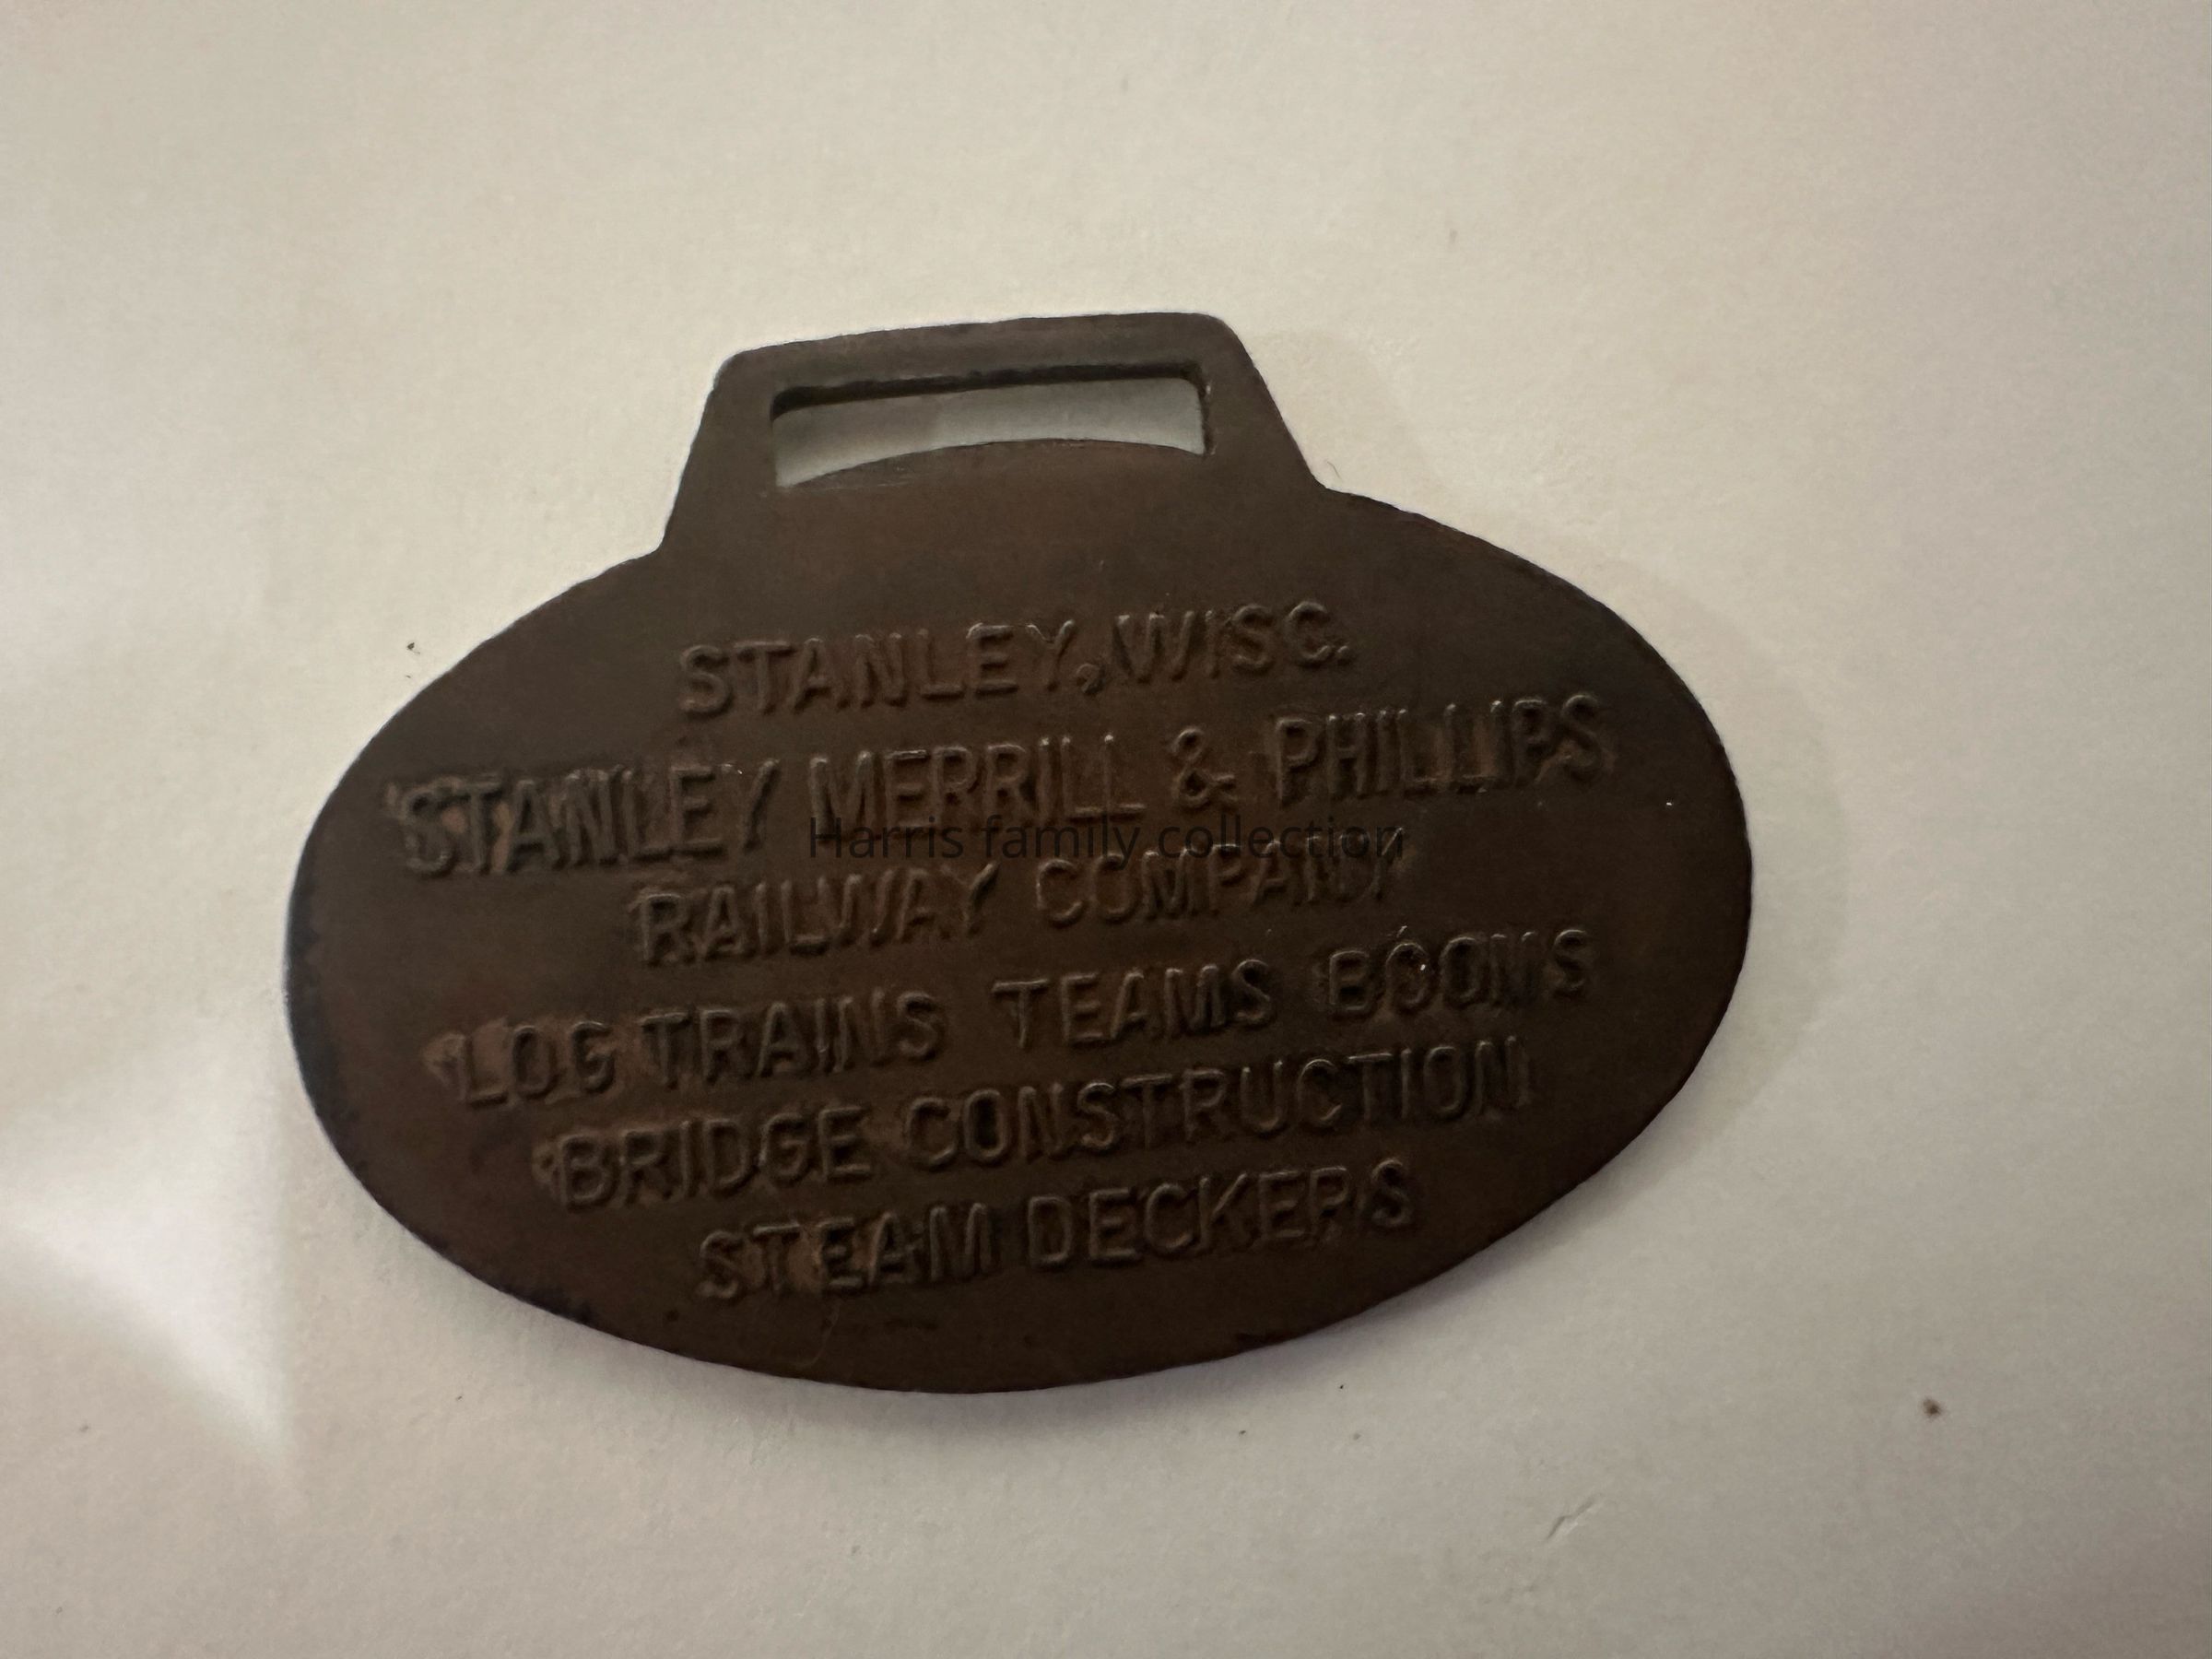 STANLEY, WISC.
STANLEY MERRILL & PHILLIPS
Harris family collection
RAILWAY COMPANY
LOG TRAINS TEAMS BOOMS
BRIDGE CONSTRUCTION
STEAM DECKERS